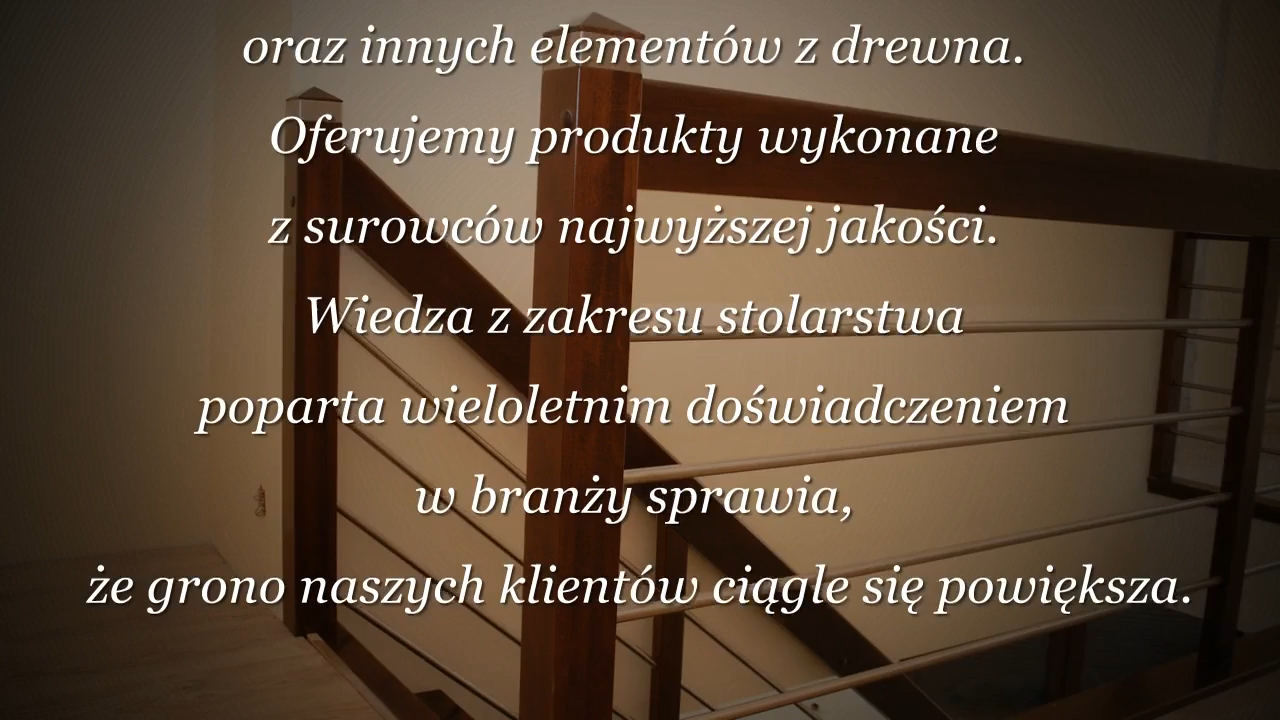 oraz innych elementów z drewna.
Oferujemy produkty wykonane
z surowców najwyższej jakości.
Wiedza z zakresu stolarstwa
poparta wieloletnim doświadczeniem
w branży sprawia,
że grono naszych klientów ciągle się powiększa.